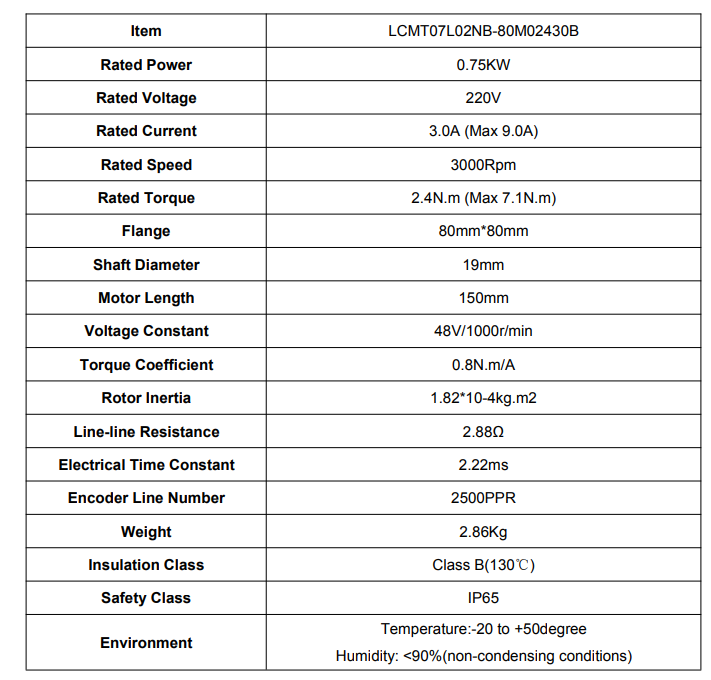 Item LCMT07L02NB-80M02430B
Rated Power 0.75KW
Rated Voltage 220V
Rated Current 3.0A (Max 9.0A)
Rated Speed 3000Rpm
Rated Torque 2.4N.m (Max 7.1N.m)
Flange 80mm*80mm
Shaft Diameter 19mm
Motor Length 150mm
Voltage Constant 48V/1000r/min
Torque Coefficient 0.8N.m/A
Rotor Inertia 1.82*10-4kg.m2
Line-line Resistance 2.88Ω
Electrical Time Constant 2.22ms
Encoder Line Number 2500PPR
Weight 2.86Kg
Insulation Class Class B(130℃)
Safety Class IP65
Environment
Temperature:-20 to +50degree
Humidity: <90%(non-condensing conditions)